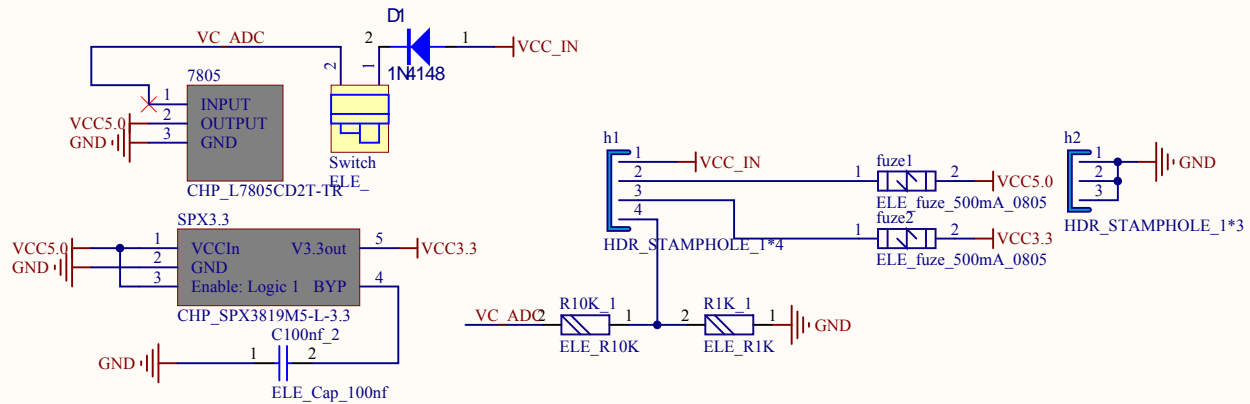 D1
VC_ADC
2
1
VCC_IN
1N4148
2
1
7805
1 INPUT
VCC5.0 2 OUTPUT
GND 3 GND
CHP_L7805CD2T-TR
Switch
ELE_
h1
1 VCC_IN
2
3
4
HDR_STAMPHOLE_1*4
fuze1
1 2 VCC5.0
ELE_fuze_500mA_0805
fuze2
1 2 VCC3.3
ELE_fuze_500mA_0805
h2
1 GND
2
3
HDR_STAMPHOLE_1*3
SPX3.3
VCC5.0 1 VCCIn V3.3out 5 VCC3.3
GND 2 GND
3 Enable: Logic 1 BYP 4
CHP_SPX3819M5-L-3.3
C100nf_2
GND 1 2
ELE_Cap_100nf
R10K_1 R1K_1
VC_ADC 2 1 2 1 GND
ELE_R10K ELE_R1K